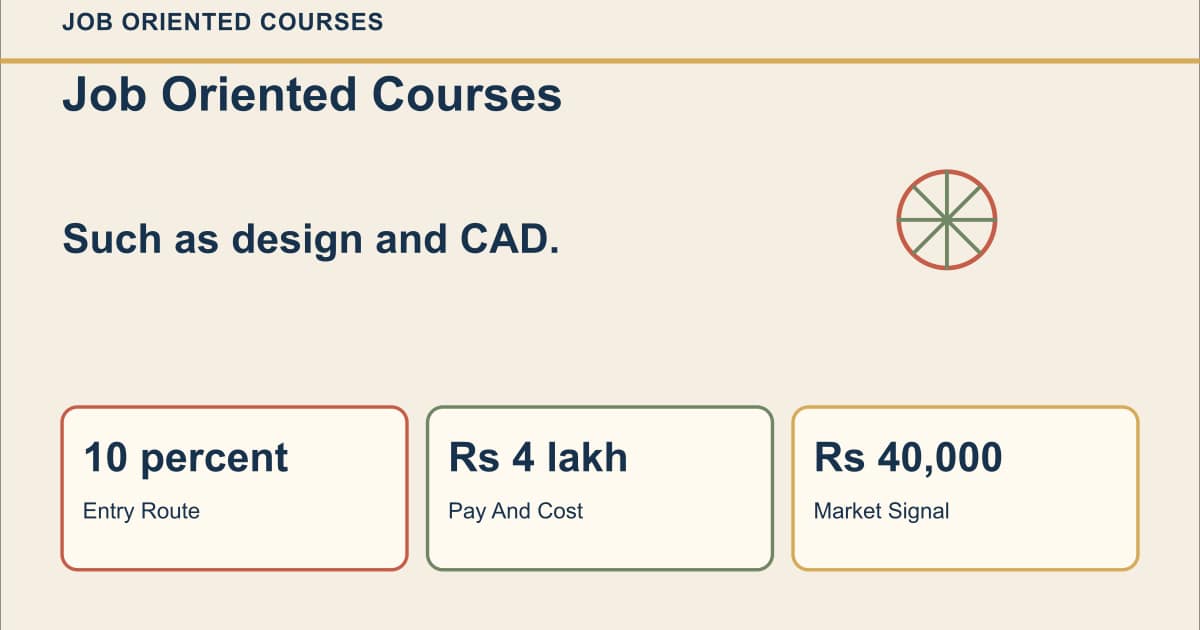 JOB ORIENTED COURSES
Job Oriented Courses
Such as design and CAD.
10 percent
Entry Route
Rs 4 lakh
Pay And Cost
Rs 40,000
Market Signal